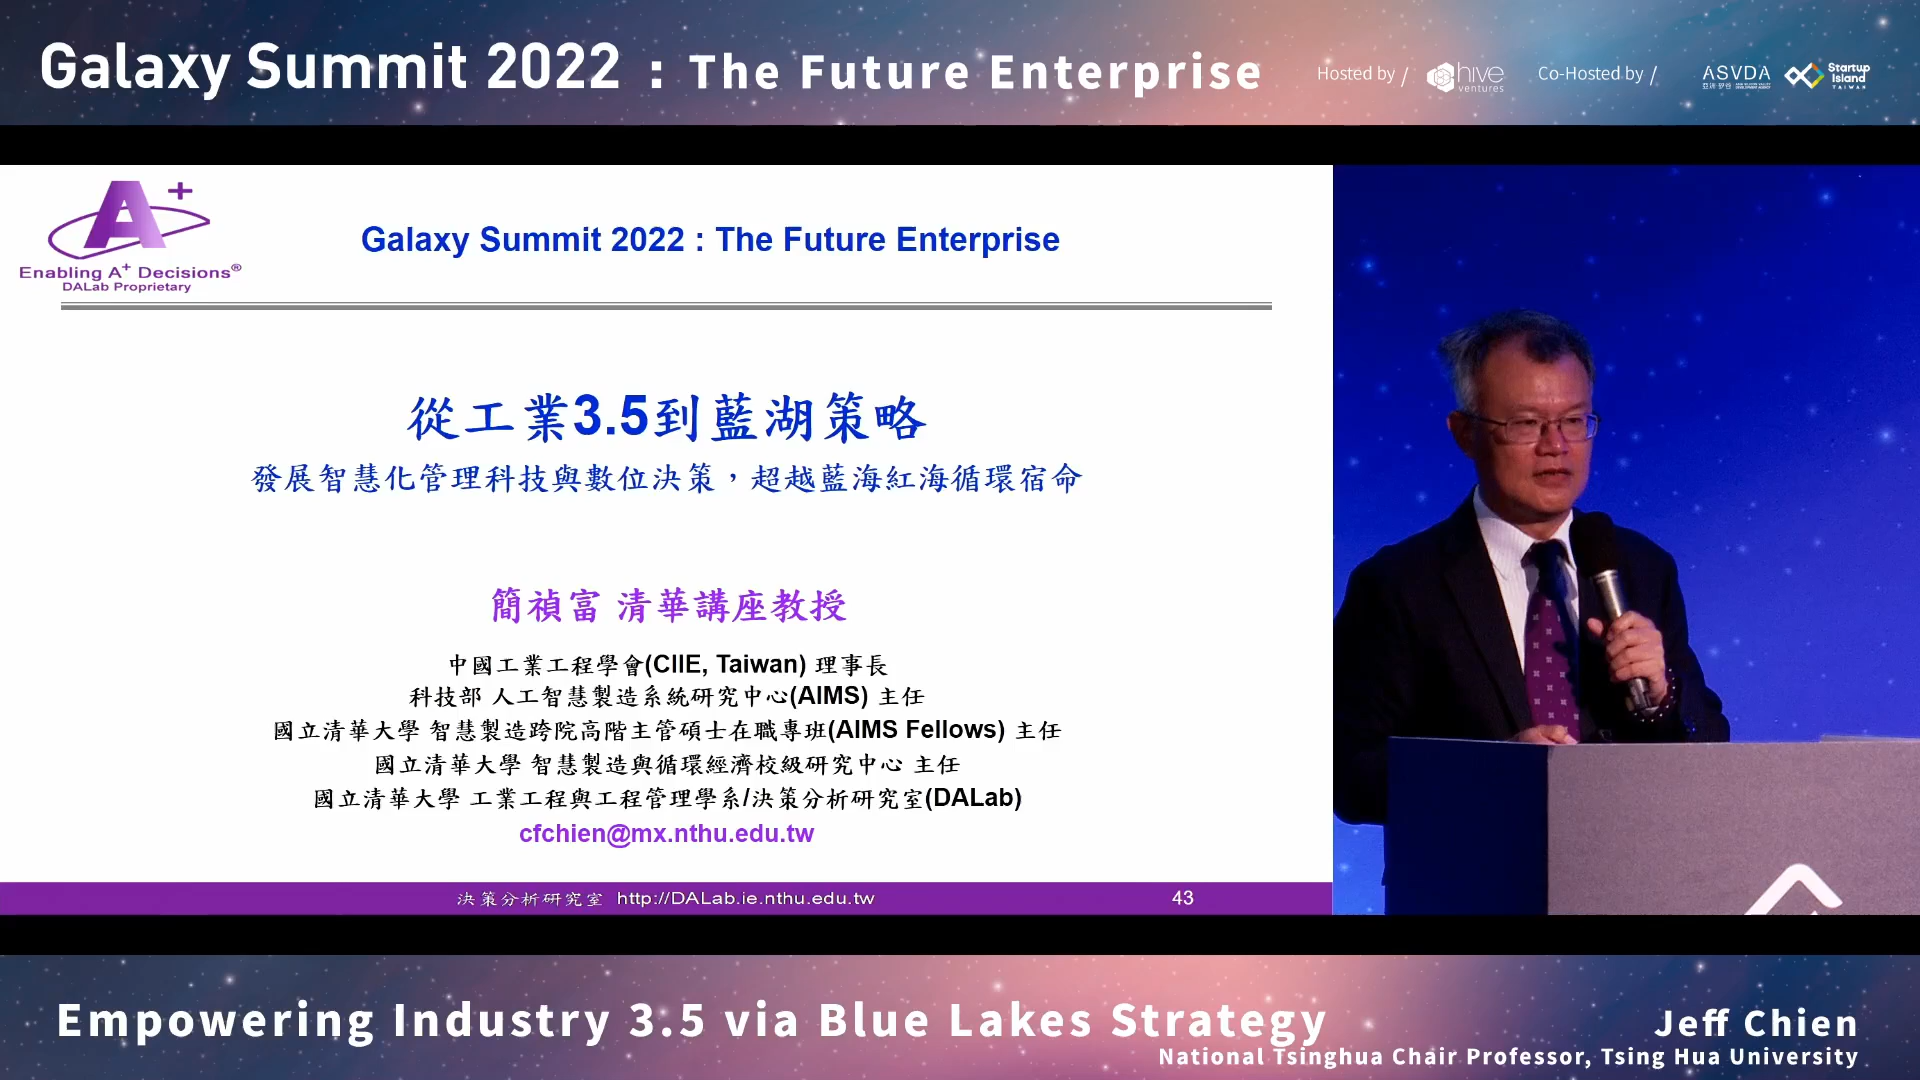 Galaxy Summit 2022 : The Future Enterprise
Hosted by /
hive
ventures
Co-Hosted by /
ASVDA
Startup
Island
TAIWAN
A+
Enabling A+ Decisions®
DALab Proprietary
Galaxy Summit 2022 : The Future Enterprise
從工業3.5到藍湖策略
發展智慧化管理科技與數位決策，超越藍海紅海循環宿命
簡禎富 清華講座教授
中國工業工程學會(CIIE, Taiwan) 理事長
科技部 人工智慧製造系統研究中心(AIMS) 主任
國立清華大學 智慧製造跨院高階主管碩士在職專班(AIMS Fellows) 主任
國立清華大學 智慧製造與循環經濟校級研究中心 主任
國立清華大學 工業工程與工程管理學系/決策分析研究室(DALab)
cfchien@mx.nthu.edu.tw
決策分析研究室 http://DALab.ie.nthu.edu.tw
43
Empowering Industry 3.5 via Blue Lakes Strategy
Jeff Chien
National Tsinghua Chair Professor, Tsing Hua University